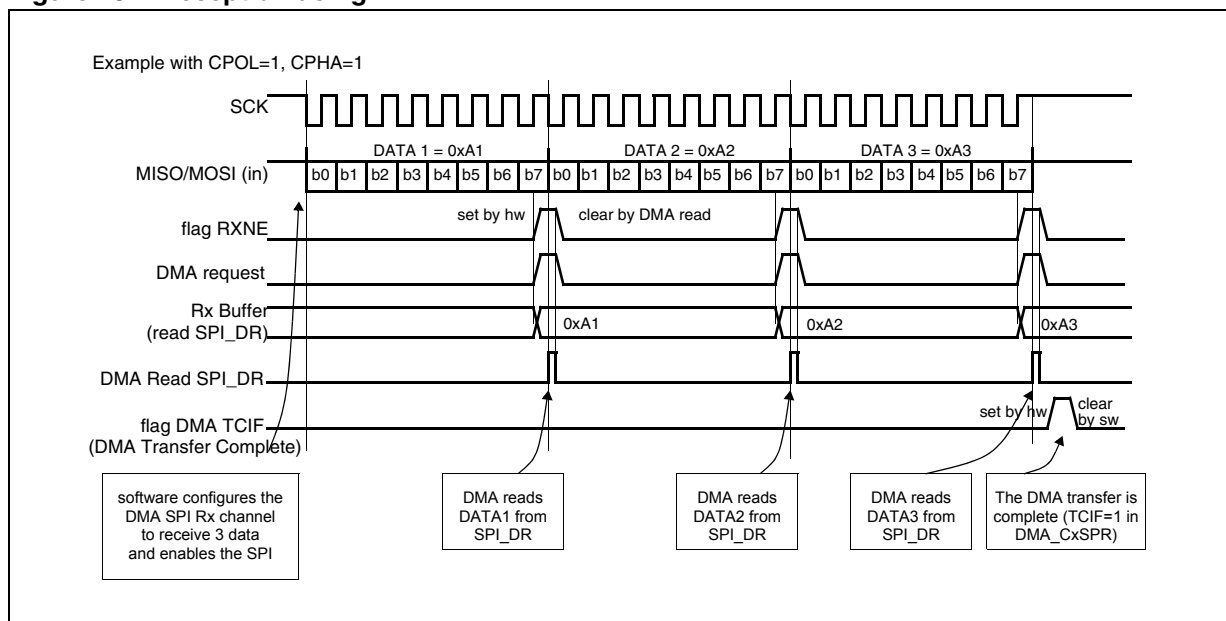 Example with CPOL=1, CPHA=1
SCK
DATA 1 = 0xA1
DATA 2 = 0xA2
DATA 3 = 0xA3
MISO/MOSI (in)
b0 b1 b2 b3 b4 b5 b6 b7 b0 b1 b2 b3 b4 b5 b6 b7 b0 b1 b2 b3 b4 b5 b6 b7
set by hw
clear by DMA read
flag RXNE
DMA request
Rx Buffer
(read SPI_DR)
0xA1
0xA2
0xA3
DMA Read SPI_DR
flag DMA TCIF
(DMA Transfer Complete)
set by hw
clear
by sw
software configures the
DMA SPI Rx channel
to receive 3 data
and enables the SPI
DMA reads
DATA1 from
SPI_DR
DMA reads
DATA2 from
SPI_DR
DMA reads
DATA3 from
SPI_DR
The DMA transfer is
complete (TCIF=1 in
DMA_CxSPR)